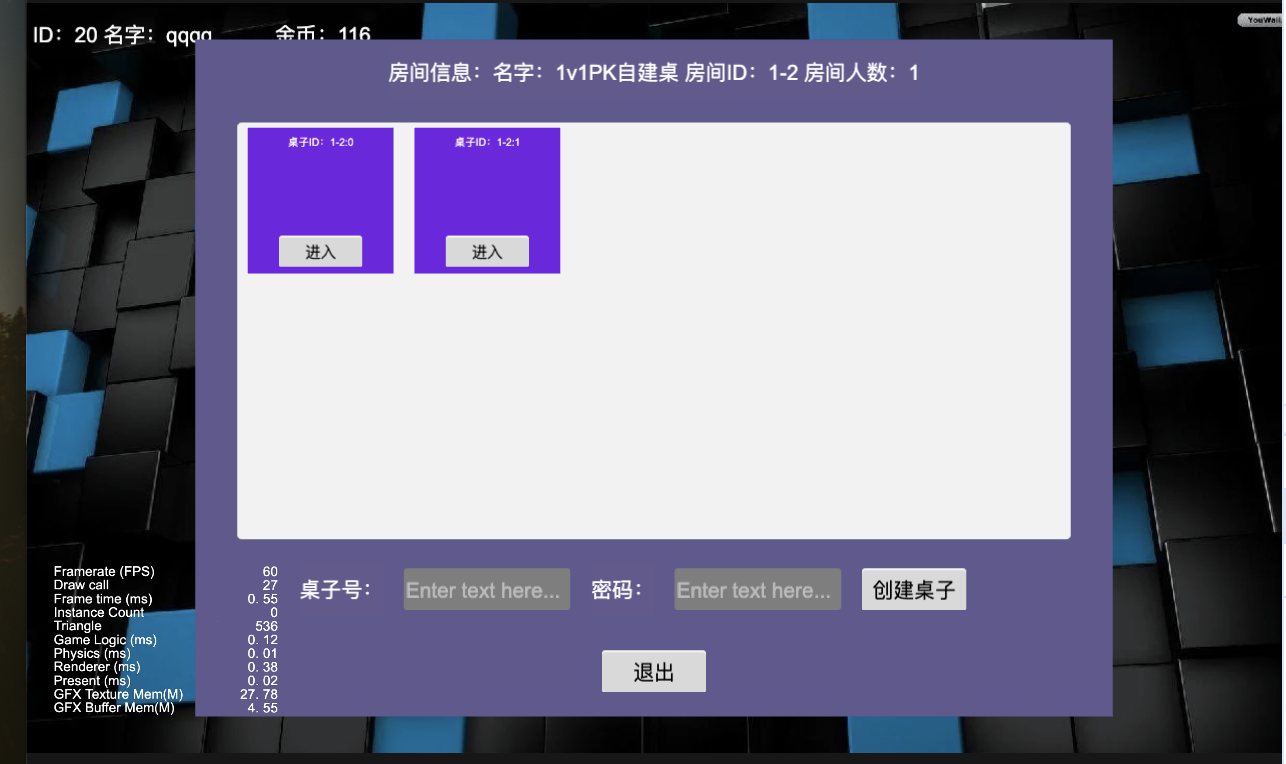 ID：20 名字：qqqq 金币：116
YouWall
房间信息：名字：1v1PK自建桌 房间ID：1-2 房间人数：1
桌子ID：1-2:0
桌子ID：1-2:1
进入
进入
桌子号：
Enter text here...
密码：
Enter text here...
创建桌子
退出
Framerate (FPS) 60
Draw call 27
Frame time (ms) 0. 55
Instance Count 0
Triangle 536
Game Logic (ms) 0. 12
Physics (ms) 0. 01
Renderer (ms) 0. 38
Present (ms) 0. 02
GFX Texture Mem(M) 27. 78
GFX Buffer Mem(M) 4. 55